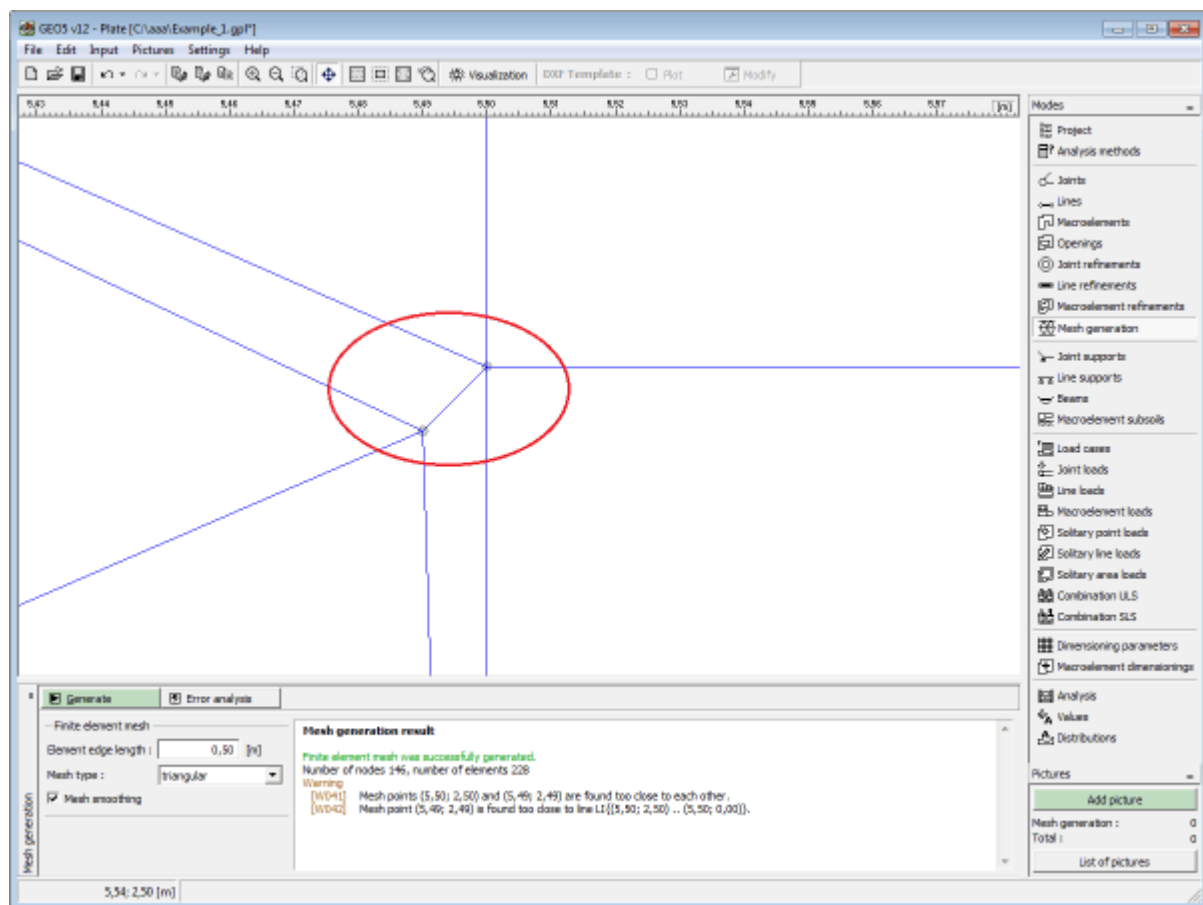 GEO5 v12 - Plate [C:\aaa\Example_1.gpl*]
File Edit Input Pictures Settings Help
Visualization DXF Template : Plot Modify
5,43 5,44 5,45 5,46 5,47 5,48 5,49 5,50 5,51 5,52 5,53 5,54 5,55 5,56 5,57 [m]
Modes
Project
Analysis methods
Joints
Lines
Macroelements
Openings
Joint refinements
Line refinements
Macroelement refinements
Mesh generation
Joint supports
Line supports
Beams
Macroelement subsoils
Load cases
Joint loads
Line loads
Macroelement loads
Solitary point loads
Solitary line loads
Solitary area loads
Combination ULS
Combination SLS
Dimensioning parameters
Macroelement dimensionings
Analysis
Values
Distributions
Pictures
Add picture
Mesh generation : 0
Total : 0
List of pictures
Mesh generation
Generate Error analysis
Finite element mesh
Element edge length : 0,50 [m]
Mesh type : triangular
Mesh smoothing
Mesh generation result
Finite element mesh was successfully generated.
Number of nodes 146, number of elements 228
Warning
[W041] Mesh points (5,50; 2,50) and (5,49; 2,49) are found too close to each other.
[W042] Mesh point (5,49; 2,49) is found too close to line LI{(5,50; 2,50) .. (5,50; 0,00)}.
5,54; 2,50 [m]